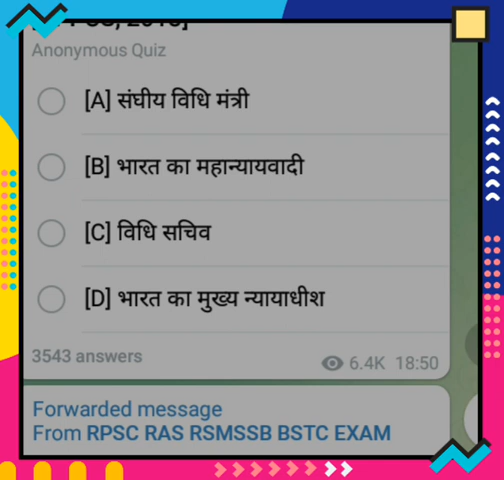 Anonymous Quiz
[A] संघीय विधि मंत्री
[B] भारत का महान्यायवादी
[C] विधि सचिव
[D] भारत का मुख्य न्यायाधीश
3543 answers
6.4K 18:50
Forwarded message
From RPSC RAS RSMSSB BSTC EXAM